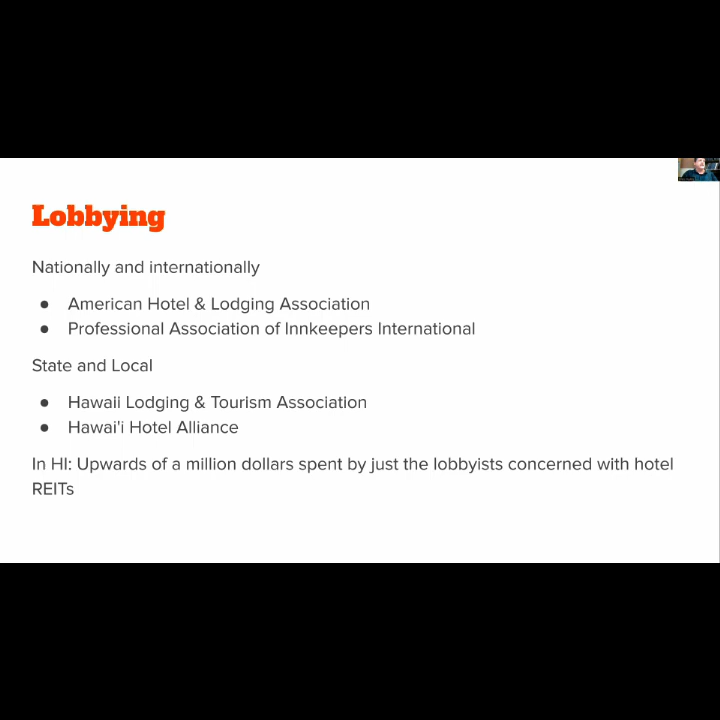 Lobbying
Nationally and internationally
● American Hotel & Lodging Association
● Professional Association of Innkeepers International
State and Local
● Hawaii Lodging & Tourism Association
● Hawai'i Hotel Alliance
In HI: Upwards of a million dollars spent by just the lobbyists concerned with hotel
REITs